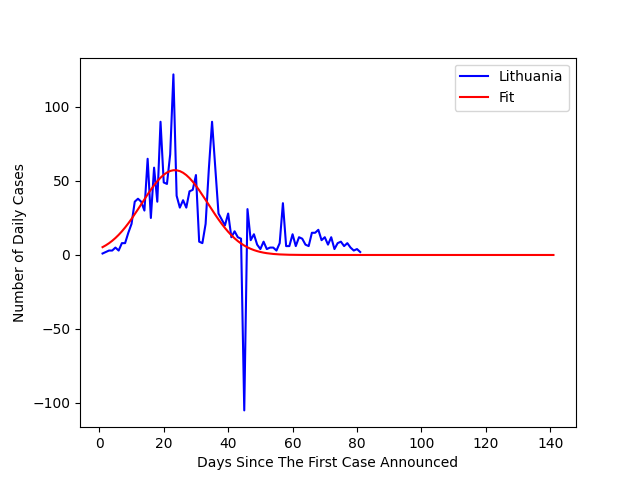 Lithuania
Fit
100
50
0
−50
−100
Number of Daily Cases
0 20 40 60 80 100 120 140
Days Since The First Case Announced